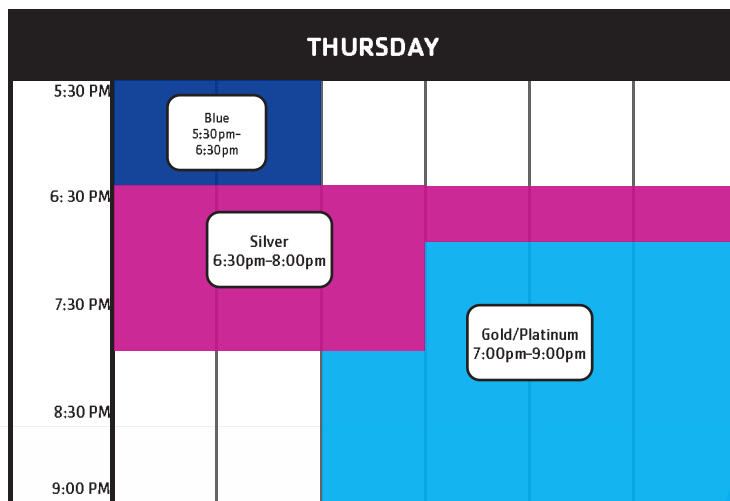 THURSDAY
5:30 PM
Blue
5:30pm-
6:30pm
6: 30 PM
Silver
6:30pm-8:00pm
7:30 PM
Gold/Platinum
7:00pm-9:00pm
8:30 PM
9:00 PM